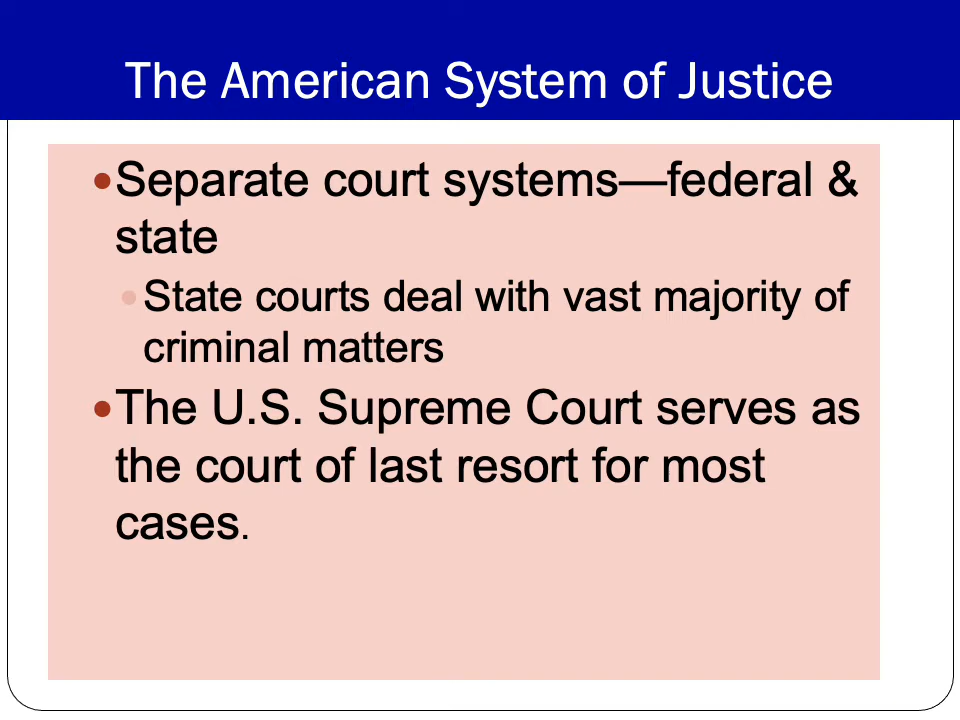 The American System of Justice
•Separate court systems—federal &
state
•State courts deal with vast majority of
criminal matters
•The U.S. Supreme Court serves as
the court of last resort for most
cases.